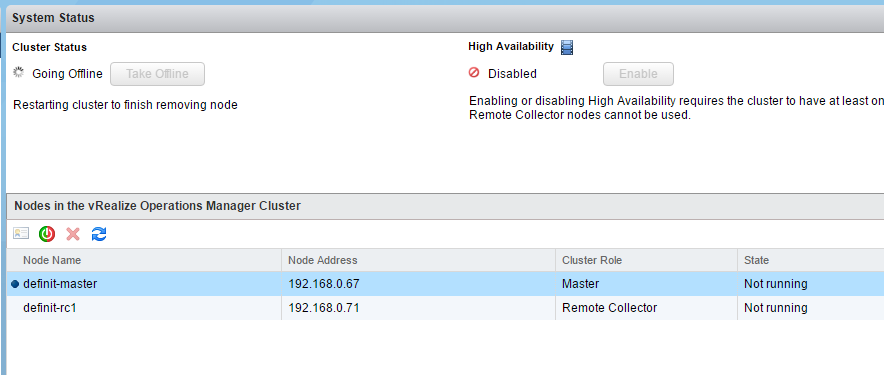 System Status
Cluster Status
High Availability
Going Offline
Take Offline
Disabled
Enable
Restarting cluster to finish removing node
Enabling or disabling High Availability requires the cluster to have at least on
Remote Collector nodes cannot be used.
Nodes in the vRealize Operations Manager Cluster
Node Name Node Address Cluster Role State
definit-master 192.168.0.67 Master Not running
definit-rc1 192.168.0.71 Remote Collector Not running